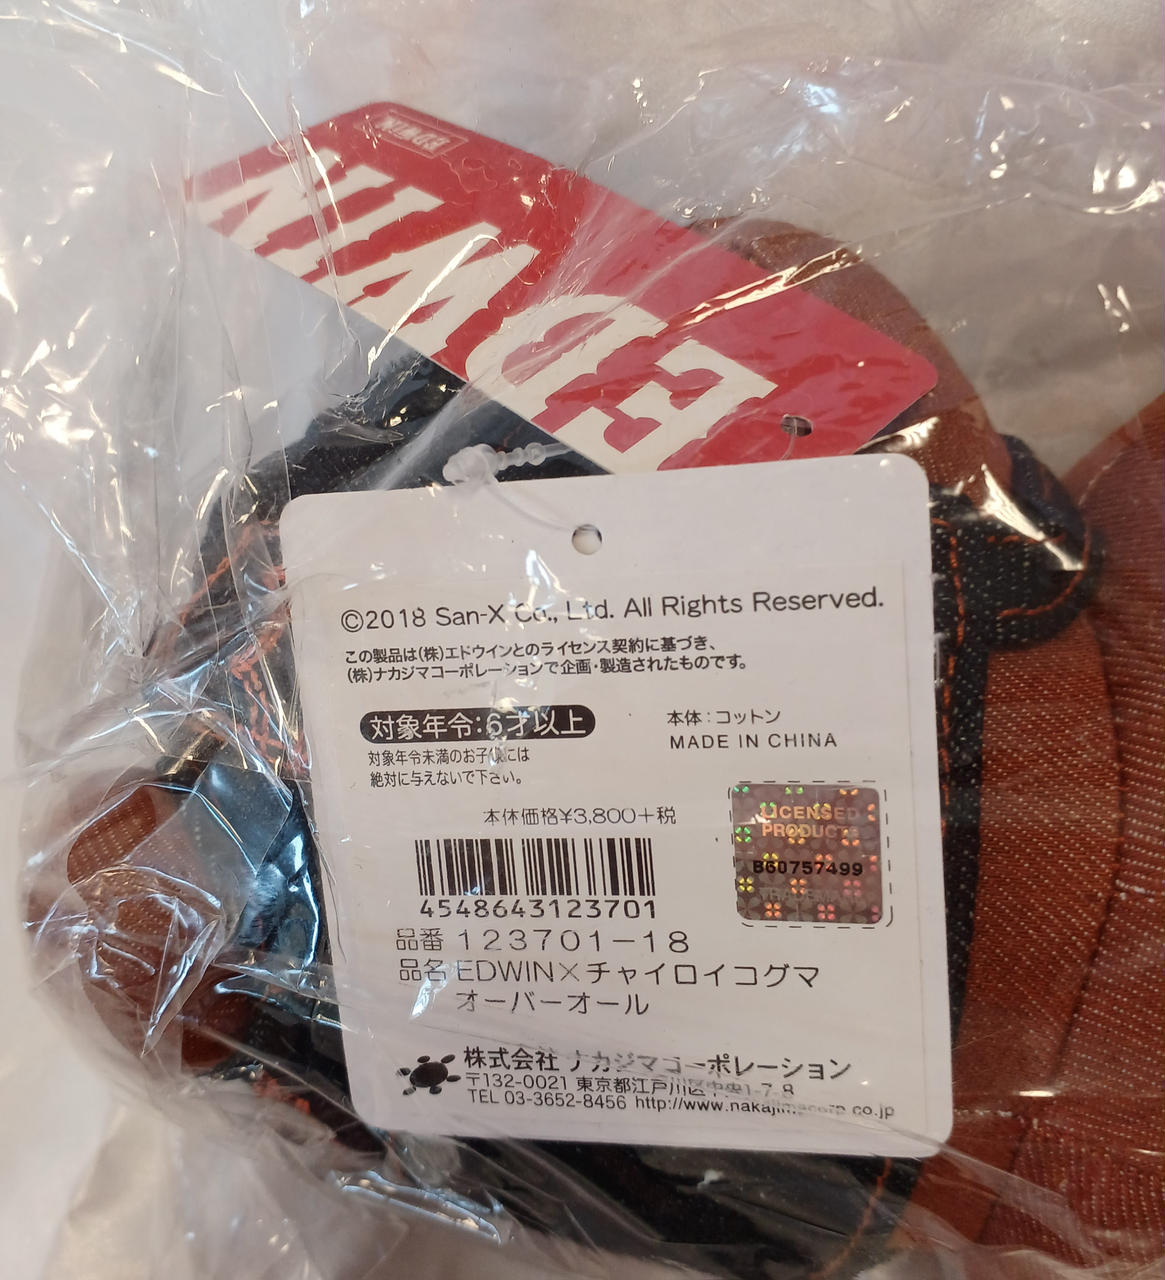 EDWIN
EDWIN
©2018 San-X Co., Ltd. All Rights Reserved.
この製品は(株)エドウインとのライセンス契約に基づき、
(株)ナカジマコーポレーションで企画・製造されたものです。
対象年令:6才以上
対象年令未満のお子様には
絶対に与えないで下さい。
本体:コットン
MADE IN CHINA
本体価格¥3,800+税
LICENSED
PRODUCTS
B60757499
TRADEMARK
4548643123701
品番 123701-18
品名 EDWIN×チャイロイコグマ
オーバーオール
株式会社 ナカジマコーポレーション
〒132-0021 東京都江戸川区中央1-7-8
TEL 03-3652-8456 http://www.nakajimacorp.co.jp